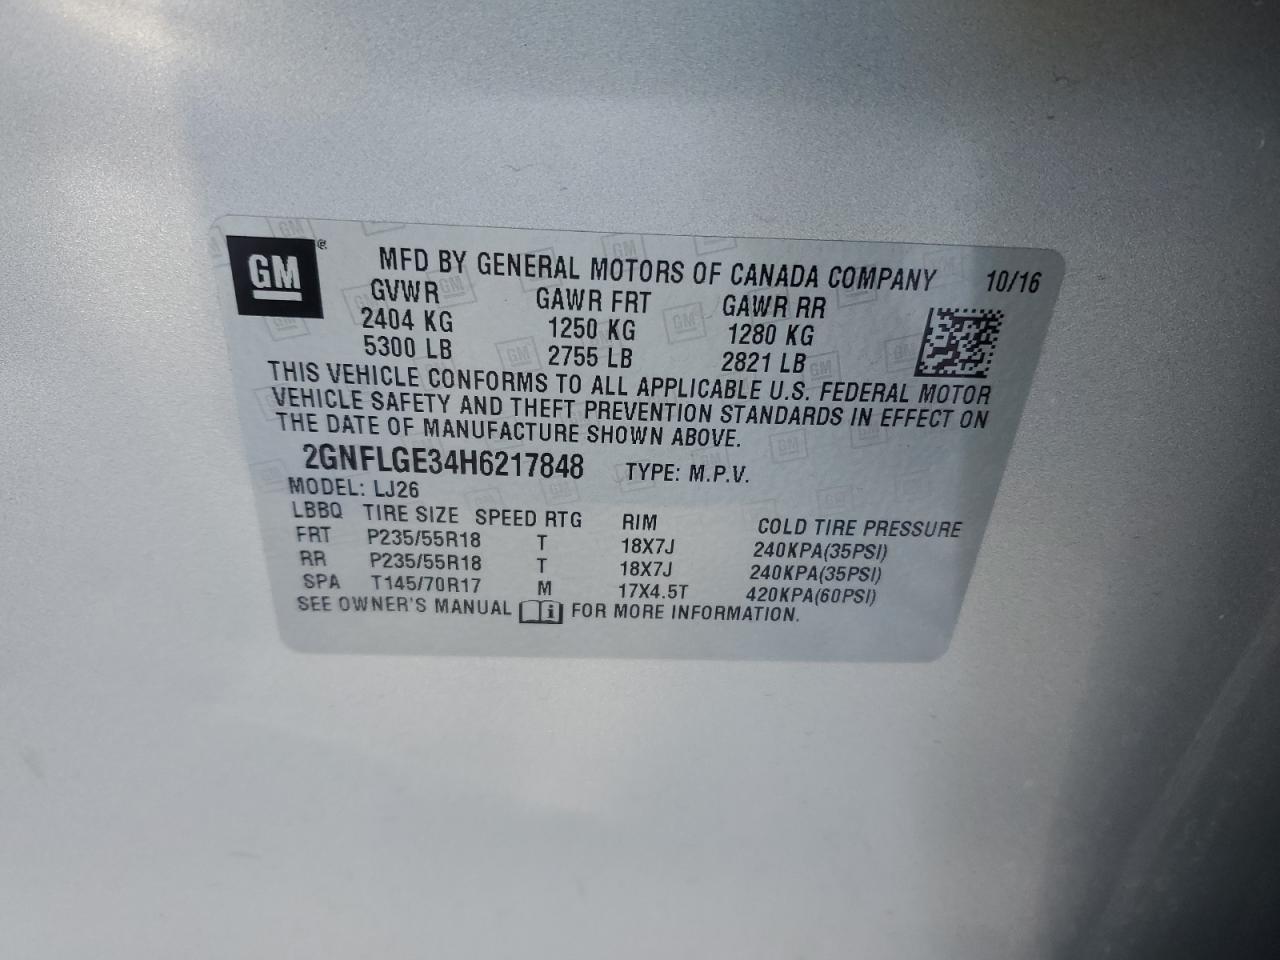 GM
MFD BY GENERAL MOTORS OF CANADA COMPANY 10/16
GVWR GAWR FRT GAWR RR
2404 KG 1250 KG 1280 KG
5300 LB 2755 LB 2821 LB
THIS VEHICLE CONFORMS TO ALL APPLICABLE U.S. FEDERAL MOTOR
VEHICLE SAFETY AND THEFT PREVENTION STANDARDS IN EFFECT ON
THE DATE OF MANUFACTURE SHOWN ABOVE.
2GNFLGE34H6217848 TYPE: M.P.V.
MODEL: LJ26
LBBQ TIRE SIZE SPEED RTG RIM COLD TIRE PRESSURE
FRT P235/55R18 T 18X7J 240KPA(35PSI)
RR P235/55R18 T 18X7J 240KPA(35PSI)
SPA T145/70R17 M 17X4.5T 420KPA(60PSI)
SEE OWNER'S MANUAL i FOR MORE INFORMATION.